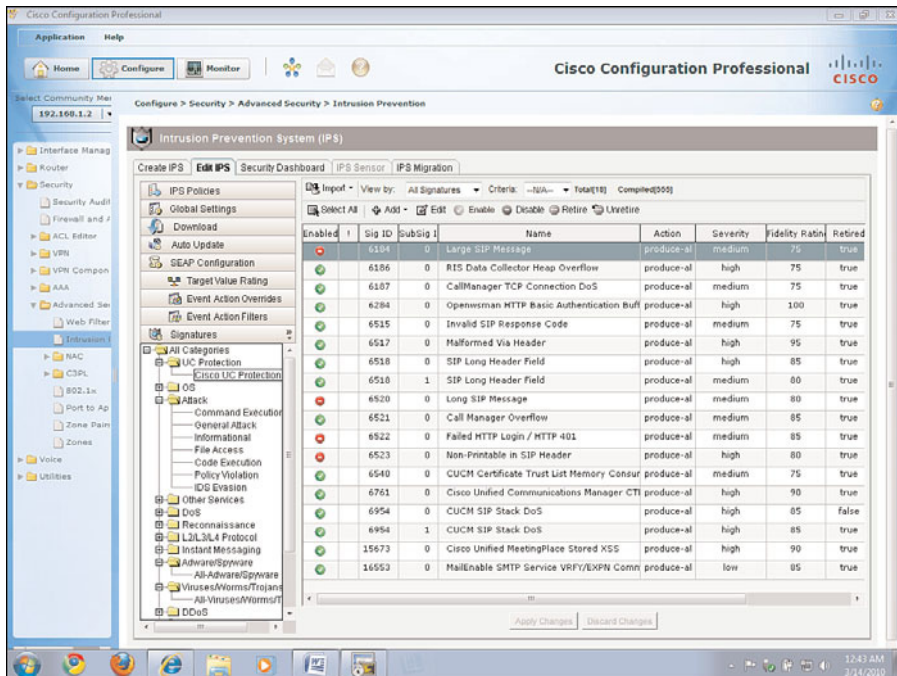 Cisco Configuration Professional
Application Help
Home Configure Monitor Cisco Configuration Professional CISCO
Select Community Mem
192.168.1.2
Configure > Security > Advanced Security > Intrusion Prevention
Interface Manag
Router
Security
Security Audit
Firewall and A
ACL Editor
VPN
VPN Compon
AAA
Advanced Sec
Web Filter
Intrusion P
NAC
C3PL
802.1x
Port to Ap
Zone Pairs
Zones
Voice
Utilities
Intrusion Prevention System (IPS)
Create IPS Edit IPS Security Dashboard IPS Sensor IPS Migration
IPS Policies
Global Settings
Download
Auto Update
SEAP Configuration
Target Value Rating
Event Action Overrides
Event Action Filters
Signatures
All Categories
UC Protection
Cisco UC Protection
OS
Attack
Command Execution
General Attack
Informational
File Access
Code Execution
Policy Violation
IDS Evasion
Other Services
DoS
Reconnaissance
L2/L3/L4 Protocol
Instant Messaging
Adware/Spyware
All-Adware/Spyware
Viruses/Worms/Trojans
All-Viruses/Worms/T
DDoS
Import View by: All Signatures Criteria: --N/A-- Total[18] Compiled[555]
Select All Add Edit Enable Disable Retire Unretire
Enabled ! Sig ID SubSig I Name Action Severity Fidelity Ratin Retired
6184 0 Large SIP Message produce-al medium 75 true
6186 0 RIS Data Collector Heap Overflow produce-al high 75 true
6187 0 CallManager TCP Connection DoS produce-al medium 75 true
6284 0 Openwsman HTTP Basic Authentication Buff produce-al high 100 true
6515 0 Invalid SIP Response Code produce-al medium 75 true
6517 0 Malformed Via Header produce-al high 95 true
6518 0 SIP Long Header Field produce-al high 85 true
6518 1 SIP Long Header Field produce-al medium 80 true
6520 0 Long SIP Message produce-al medium 80 true
6521 0 Call Manager Overflow produce-al medium 85 true
6522 0 Failed HTTP Login / HTTP 401 produce-al medium 85 true
6523 0 Non-Printable in SIP Header produce-al high 80 true
6540 0 CUCM Certificate Trust List Memory Consur produce-al medium 75 true
6761 0 Cisco Unified Communications Manager CTI produce-al high 90 true
6954 0 CUCM SIP Stack DoS produce-al high 85 false
6954 1 CUCM SIP Stack DoS produce-al high 85 true
15673 0 Cisco Unified MeetingPlace Stored XSS produce-al high 90 true
16553 0 MailEnable SMTP Service VRFY/EXPN Comn produce-al low 85 true
Apply Changes Discard Changes
12:43 AM
3/14/2010